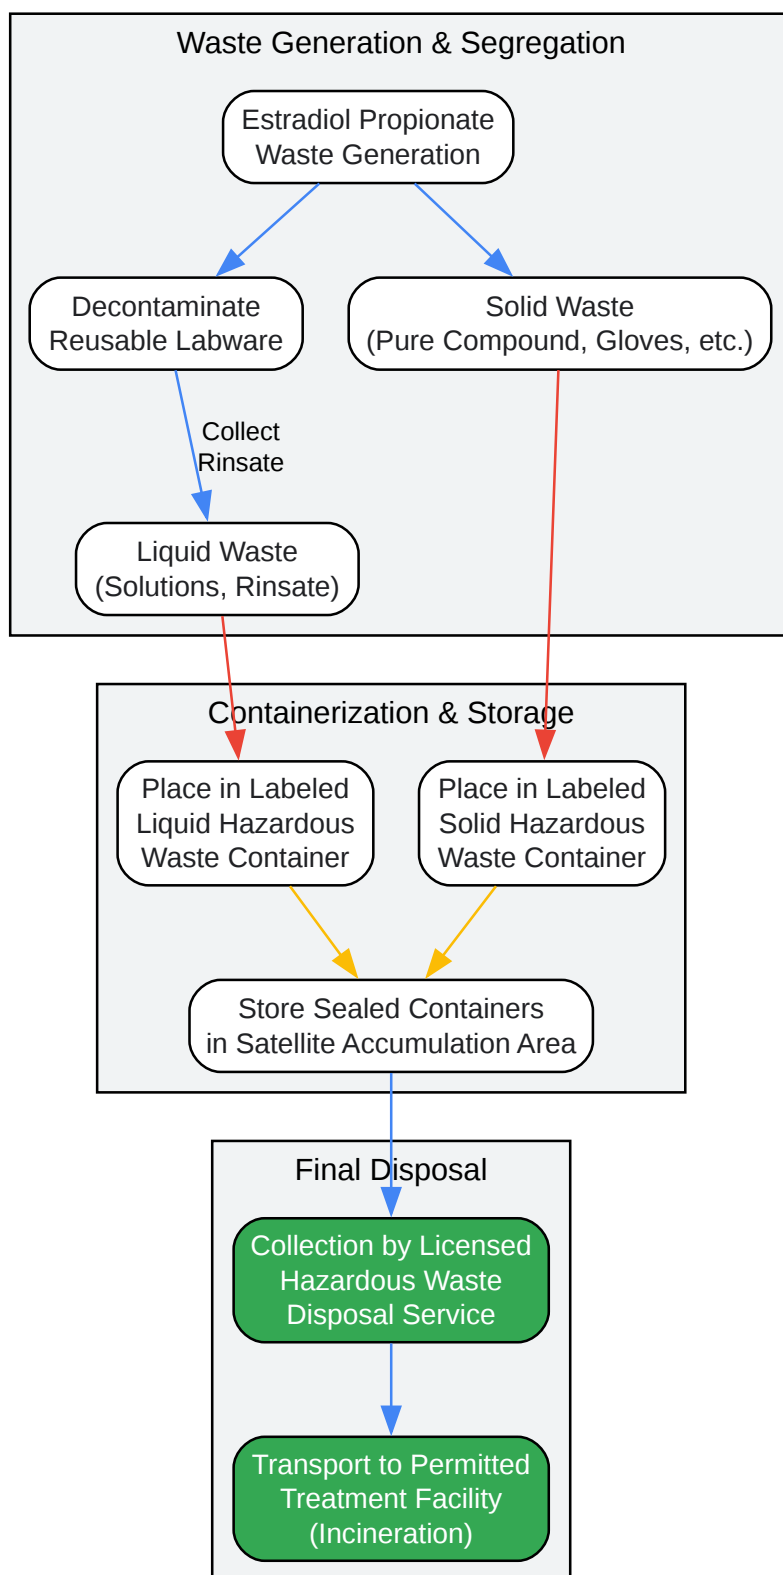 Waste Generation & Segregation
Estradiol Propionate
Waste Generation
Decontaminate
Reusable Labware
Solid Waste
(Pure Compound, Gloves, etc.)
Collect
Rinsate
Liquid Waste
(Solutions, Rinsate)
Containerization & Storage
Place in Labeled
Liquid Hazardous
Waste Container
Place in Labeled
Solid Hazardous
Waste Container
Store Sealed Containers
in Satellite Accumulation Area
Final Disposal
Collection by Licensed
Hazardous Waste
Disposal Service
Transport to Permitted
Treatment Facility
(Incineration)